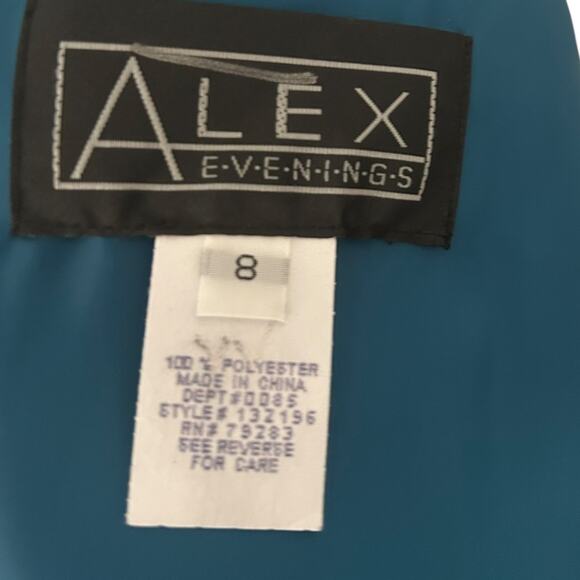 ALEX
E·V·E·N·I·N·G·S
8
100 % POLYESTER
MADE IN CHINA
DEPT#0085
STYLE# 132196
RN# 79283
SEE REVERSE
FOR CARE